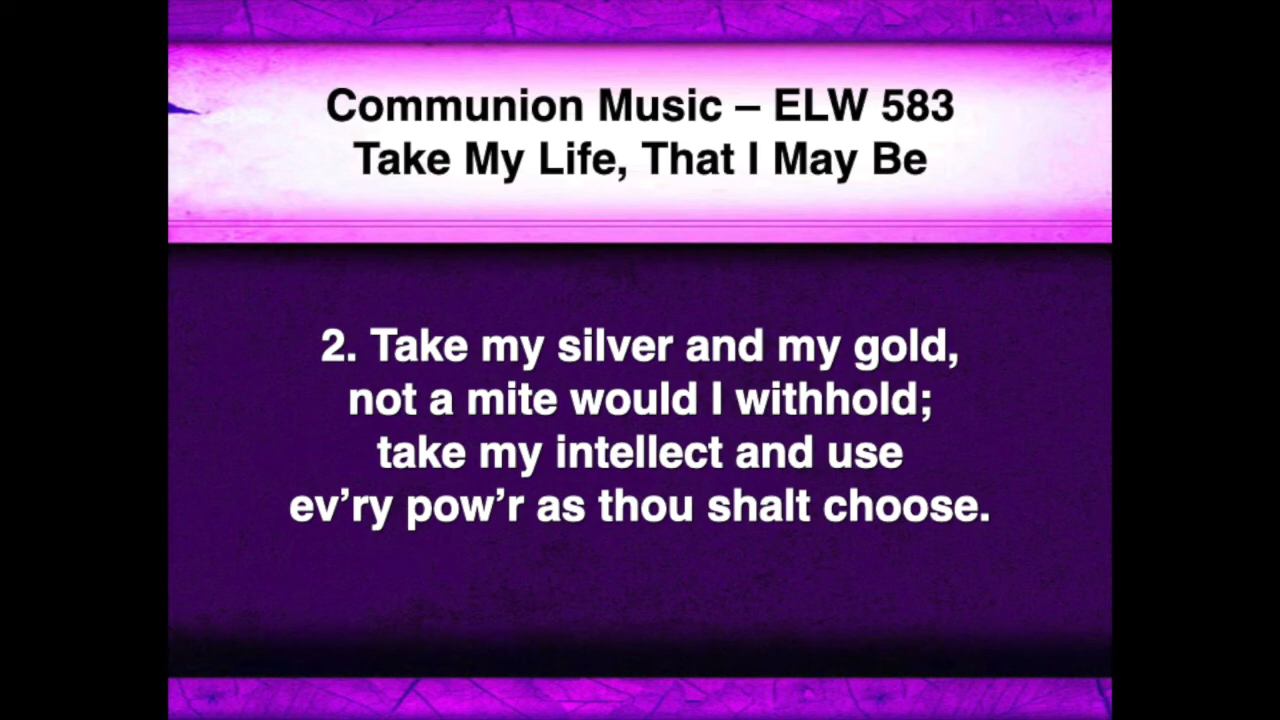 Communion Music – ELW 583
Take My Life, That I May Be
2. Take my silver and my gold,
not a mite would I withhold;
take my intellect and use
ev’ry pow’r as thou shalt choose.